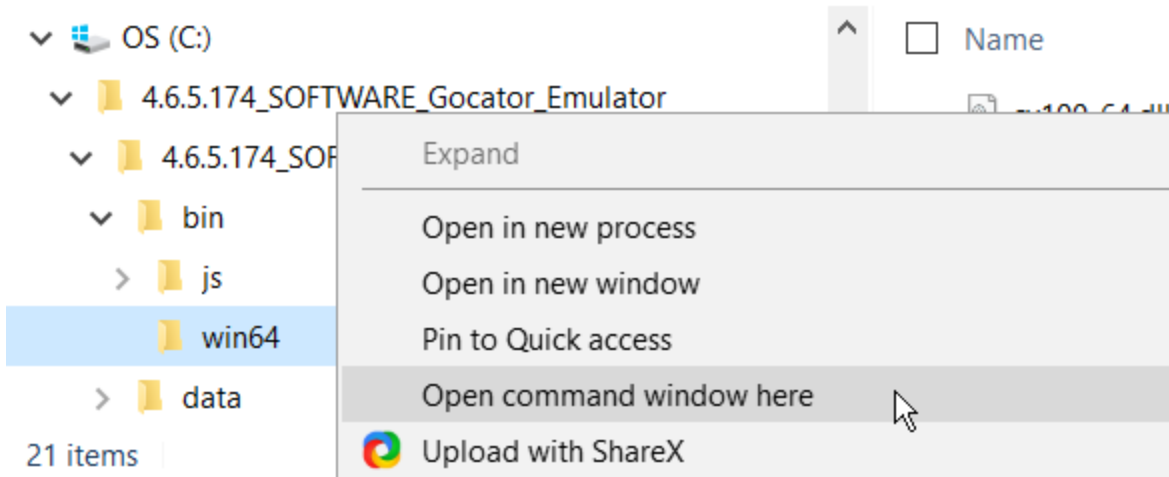 OS (C:)
Name
4.6.5.174_SOFTWARE_Gocator_Emulator
4.6.5.174_SOF
Expand
bin
Open in new process
js
Open in new window
win64
Pin to Quick access
data
Open command window here
21 items
Upload with ShareX